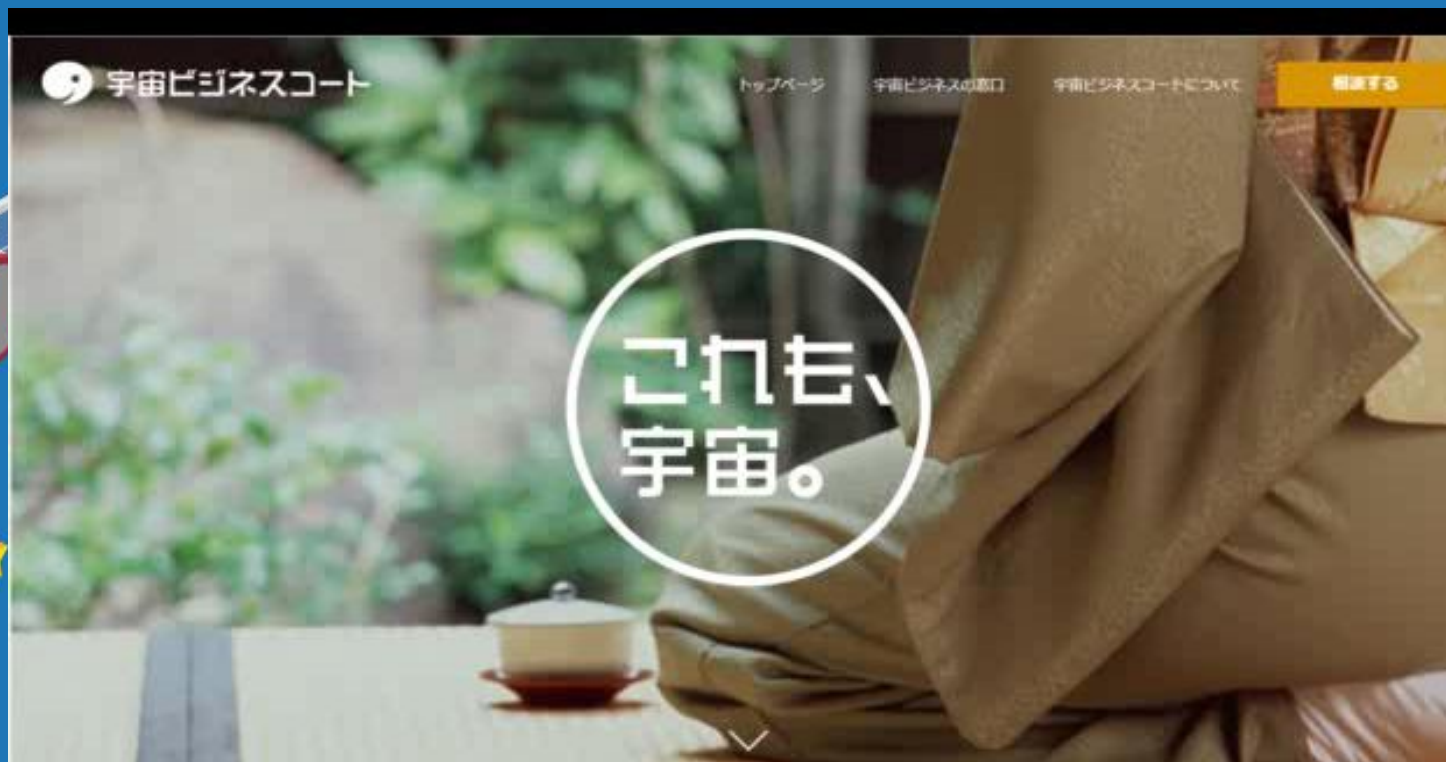 宇宙ビジネスコート
トップページ
宇宙ビジネスの窓口
宇宙ビジネスコートについて
相談する
これも、
宇宙。